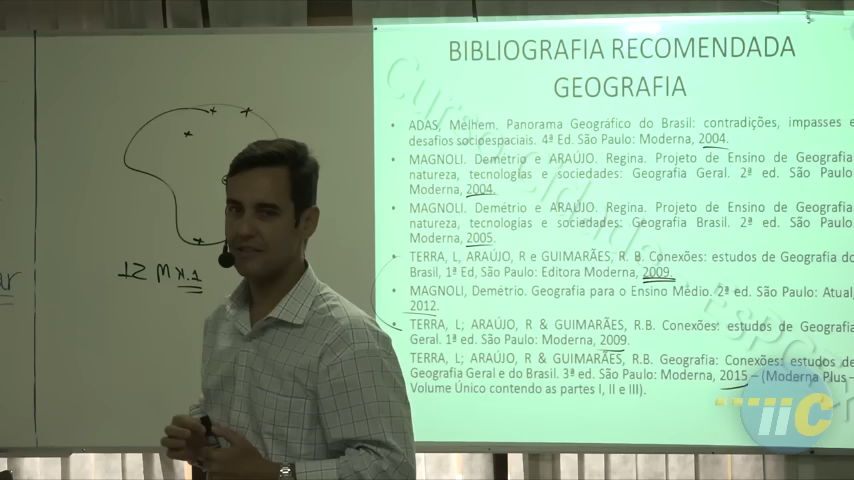 BIBLIOGRAFIA RECOMENDADA
GEOGRAFIA
• ADAS, Melhem. Panorama Geográfico do Brasil: contradições, impasses e
desafios socioespaciais. 4ª Ed. São Paulo: Moderna, 2004.
• MAGNOLI. Demétrio e ARAÚJO. Regina. Projeto de Ensino de Geografia
natureza, tecnologias e sociedades: Geografia Geral. 2ª ed. São Paulo
Moderna, 2004.
• MAGNOLI. Demétrio e ARAÚJO. Regina. Projeto de Ensino de Geografia
natureza, tecnologias e sociedades: Geografia Brasil. 2ª ed. São Paulo
Moderna, 2005.
• TERRA, L, ARAÚJO, R e GUIMARÃES, R. B. Conexões: estudos de Geografia do
Brasil, 1ª Ed, São Paulo: Editora Moderna, 2009.
• MAGNOLI, Demétrio. Geografia para o Ensino Médio. 2ª ed. São Paulo: Atual,
2012.
• TERRA, L; ARAÚJO, R & GUIMARÃES, R.B. Conexões: estudos de Geografia
Geral. 1ª ed. São Paulo: Moderna, 2009.
TERRA, L; ARAÚJO, R & GUIMARÃES, R.B. Geografia: Conexões: estudos de
Geografia Geral e do Brasil. 3ª ed. São Paulo: Moderna, 2015 – (Moderna Plus –
Volume Único contendo as partes I, II e III).
Curso Cidade
EsPCEx
iiC
ar